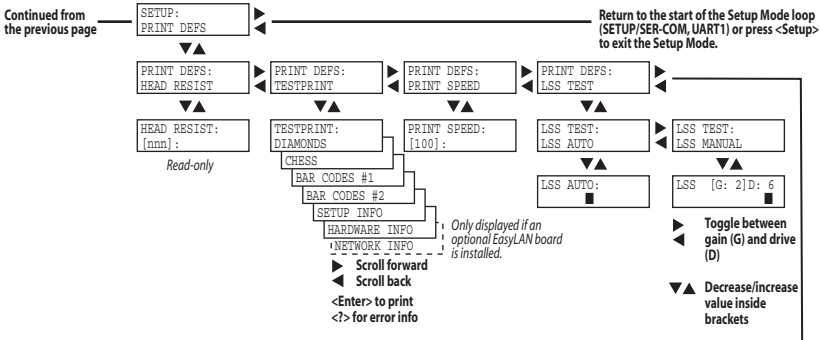 Continued from
the previous page
SETUP:
PRINT DEFS
Return to the start of the Setup Mode loop
(SETUP/SER-COM, UART1) or press <Setup>
to exit the Setup Mode.
PRINT DEFS:
HEAD RESIST
PRINT DEFS:
TESTPRINT
PRINT DEFS:
PRINT SPEED
PRINT DEFS:
LSS TEST
HEAD RESIST:
[nnn]:
Read-only
TESTPRINT:
DIAMONDS
CHESS
BAR CODES #1
BAR CODES #2
SETUP INFO
HARDWARE INFO
NETWORK INFO
Only displayed if an
optional EasyLAN board
is installed.
Scroll forward
Scroll back
<Enter> to print
<?> for error info
PRINT SPEED:
[100]:
LSS TEST:
LSS AUTO
LSS TEST:
LSS MANUAL
LSS AUTO:
LSS [G: 2]D: 6
Toggle between
gain (G) and drive
(D)
Decrease/increase
value inside
brackets